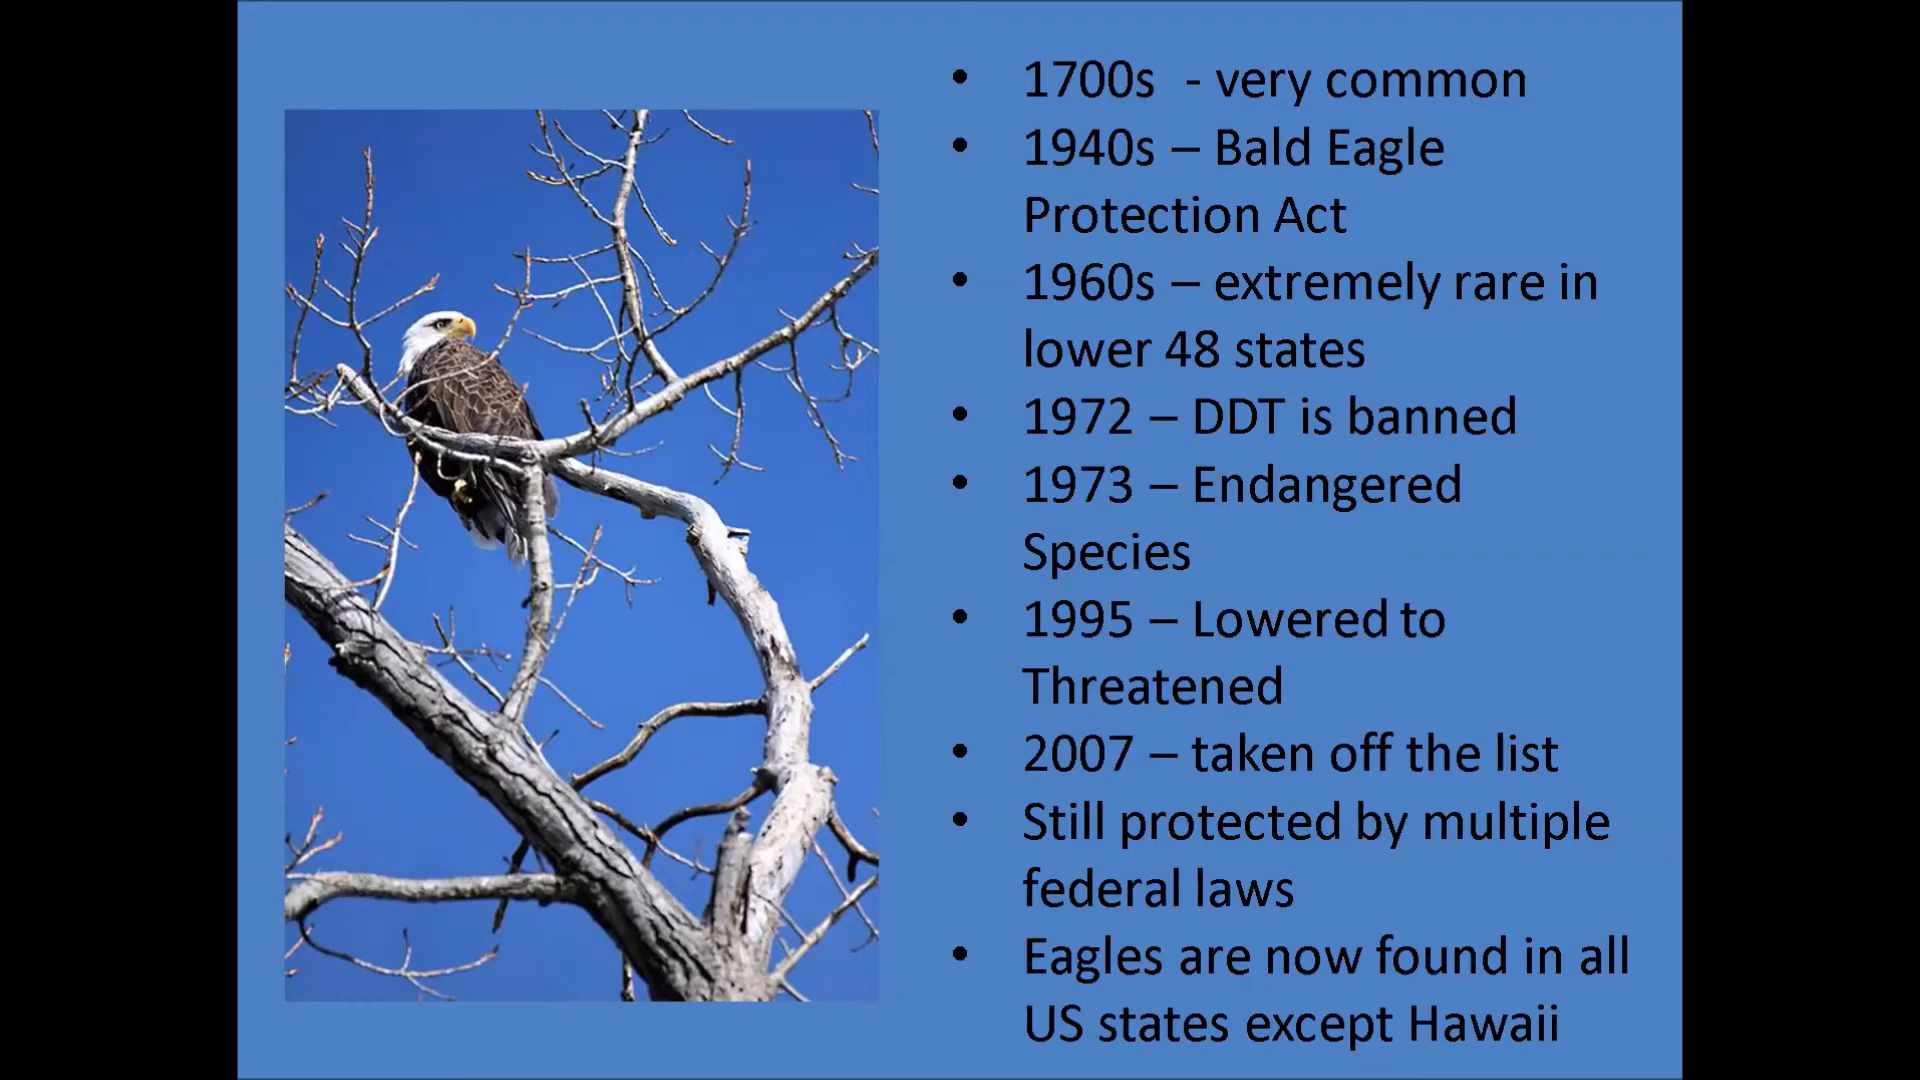 • 1700s - very common
• 1940s – Bald Eagle
Protection Act
• 1960s – extremely rare in
lower 48 states
• 1972 – DDT is banned
• 1973 – Endangered
Species
• 1995 – Lowered to
Threatened
• 2007 – taken off the list
• Still protected by multiple
federal laws
• Eagles are now found in all
US states except Hawaii